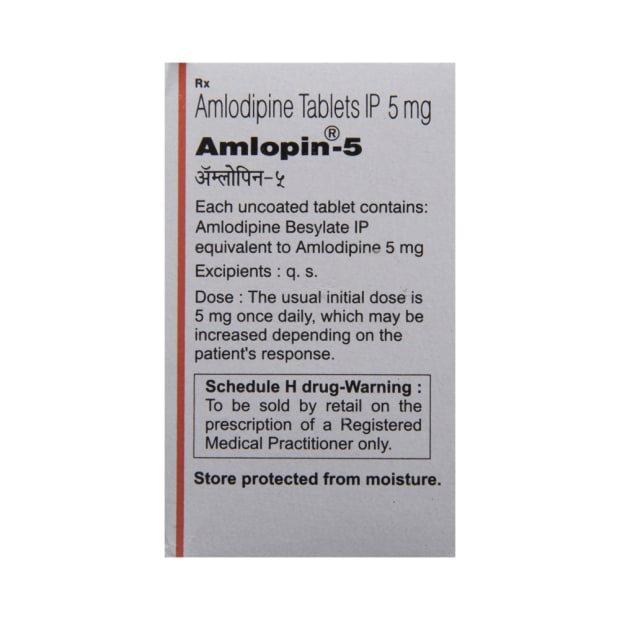 Rx
Amlodipine Tablets IP 5 mg
Amlopin®-5
ॲम्लोपिन-५
Each uncoated tablet contains:
Amlodipine Besylate IP
equivalent to Amlodipine 5 mg
Excipients : q. s.
Dose : The usual initial dose is
5 mg once daily, which may be
increased depending on the
patient's response.
Schedule H drug-Warning :
To be sold by retail on the
prescription of a Registered
Medical Practitioner only.
Store protected from moisture.